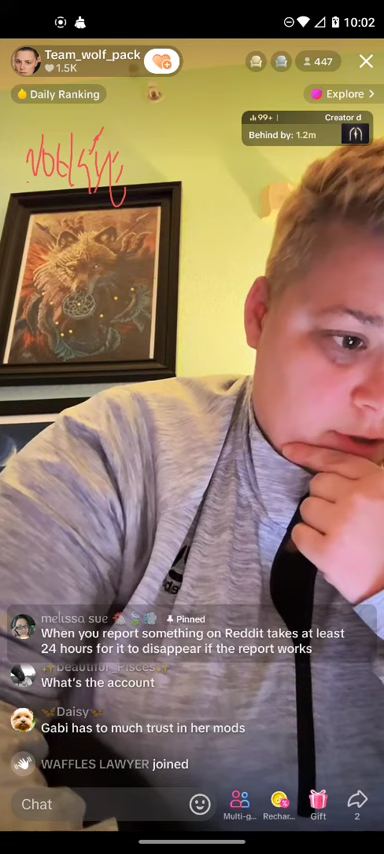 10:02
Team_wolf_pack
1.5K
447
Daily Ranking
Explore >
99+ |
Creator d
Behind by: 1.2m
melissa sue
Pinned
When you report something on Reddit takes at least
24 hours for it to disappear if the report works
beautiful_Pisces
What's the account
Daisy
Gabi has to much trust in her mods
WAFFLES LAWYER joined
Chat
Multi-g...
Rechar...
Gift
2